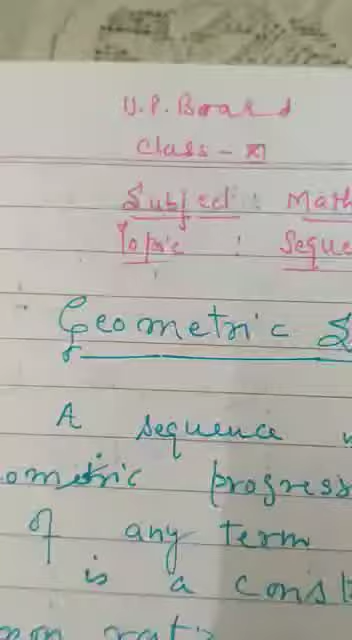 U.P. Board
Class - XI
Subject : Math
Topic : Seque
Geometric S
A sequence
ometric progress
of any term
is a const